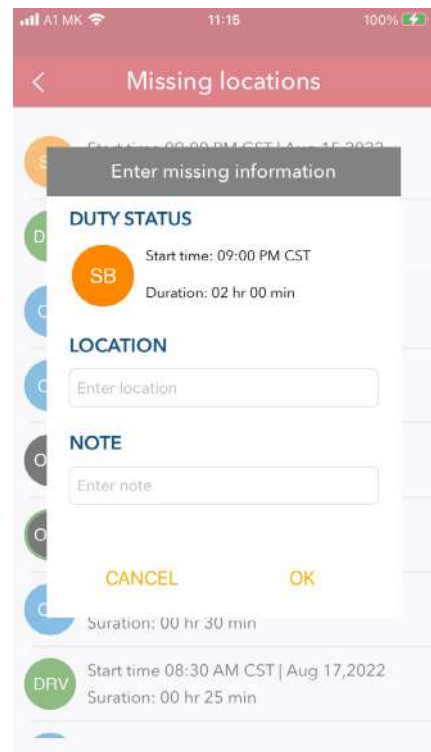 A1 MK 11:15 100%
Missing locations
Enter missing information
DUTY STATUS
SB
Start time: 09:00 PM CST
Duration: 02 hr 00 min
LOCATION
Enter location
NOTE
Enter note
CANCEL OK
Suration: 00 hr 30 min
DRV
Start time 08:30 AM CST | Aug 17,2022
Suration: 00 hr 25 min